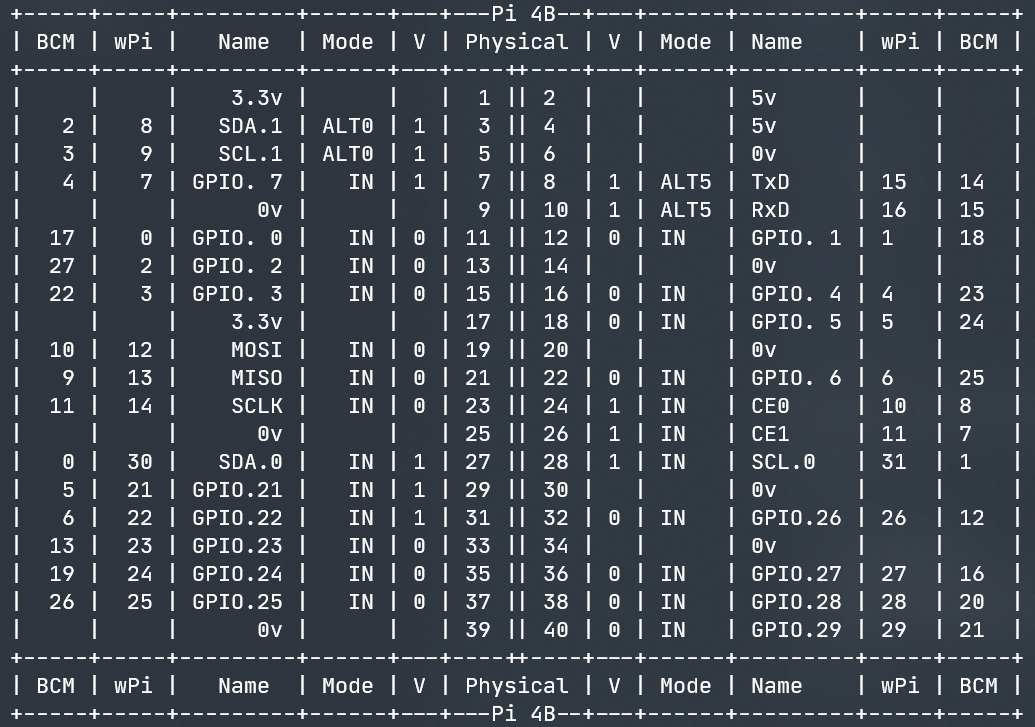 +-----+-----+---------+------+---+---Pi 4B--+---+------+---------+-----+-----+
| BCM | wPi |   Name  | Mode | V | Physical | V | Mode | Name    | wPi | BCM |
+-----+-----+---------+------+---+----++----+---+------+---------+-----+-----+
|     |     |    3.3v |      |   |  1 || 2  |   |      | 5v      |     |     |
|   2 |   8 |   SDA.1 | ALT0 | 1 |  3 || 4  |   |      | 5v      |     |     |
|   3 |   9 |   SCL.1 | ALT0 | 1 |  5 || 6  |   |      | 0v      |     |     |
|   4 |   7 | GPIO. 7 |   IN | 1 |  7 || 8  | 1 | ALT5 | TxD     | 15  | 14  |
|     |     |      0v |      |   |  9 || 10 | 1 | ALT5 | RxD     | 16  | 15  |
|  17 |   0 | GPIO. 0 |   IN | 0 | 11 || 12 | 0 | IN   | GPIO. 1 | 1   | 18  |
|  27 |   2 | GPIO. 2 |   IN | 0 | 13 || 14 |   |      | 0v      |     |     |
|  22 |   3 | GPIO. 3 |   IN | 0 | 15 || 16 | 0 | IN   | GPIO. 4 | 4   | 23  |
|     |     |    3.3v |      |   | 17 || 18 | 0 | IN   | GPIO. 5 | 5   | 24  |
|  10 |  12 |    MOSI |   IN | 0 | 19 || 20 |   |      | 0v      |     |     |
|   9 |  13 |    MISO |   IN | 0 | 21 || 22 | 0 | IN   | GPIO. 6 | 6   | 25  |
|  11 |  14 |    SCLK |   IN | 0 | 23 || 24 | 1 | IN   | CE0     | 10  | 8   |
|     |     |      0v |      |   | 25 || 26 | 1 | IN   | CE1     | 11  | 7   |
|   0 |  30 |   SDA.0 |   IN | 1 | 27 || 28 | 1 | IN   | SCL.0   | 31  | 1   |
|   5 |  21 | GPIO.21 |   IN | 1 | 29 || 30 |   |      | 0v      |     |     |
|   6 |  22 | GPIO.22 |   IN | 1 | 31 || 32 | 0 | IN   | GPIO.26 | 26  | 12  |
|  13 |  23 | GPIO.23 |   IN | 0 | 33 || 34 |   |      | 0v      |     |     |
|  19 |  24 | GPIO.24 |   IN | 0 | 35 || 36 | 0 | IN   | GPIO.27 | 27  | 16  |
|  26 |  25 | GPIO.25 |   IN | 0 | 37 || 38 | 0 | IN   | GPIO.28 | 28  | 20  |
|     |     |      0v |      |   | 39 || 40 | 0 | IN   | GPIO.29 | 29  | 21  |
+-----+-----+---------+------+---+----++----+---+------+---------+-----+-----+
| BCM | wPi |   Name  | Mode | V | Physical | V | Mode | Name    | wPi | BCM |
+-----+-----+---------+------+---+---Pi 4B--+---+------+---------+-----+-----+